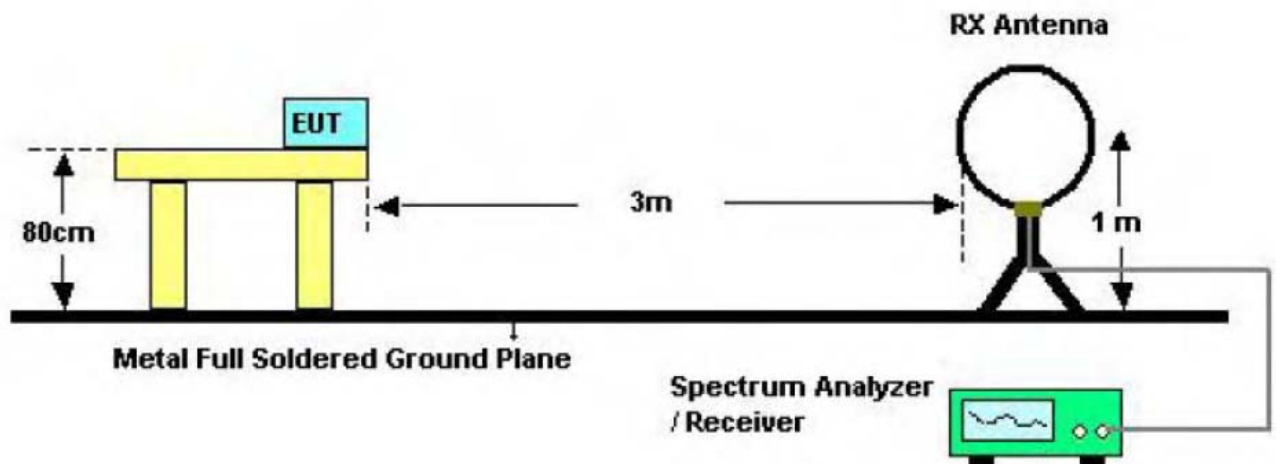 RX Antenna
EUT
3m
80cm
1 m
Metal Full Soldered Ground Plane
Spectrum Analyzer
/ Receiver